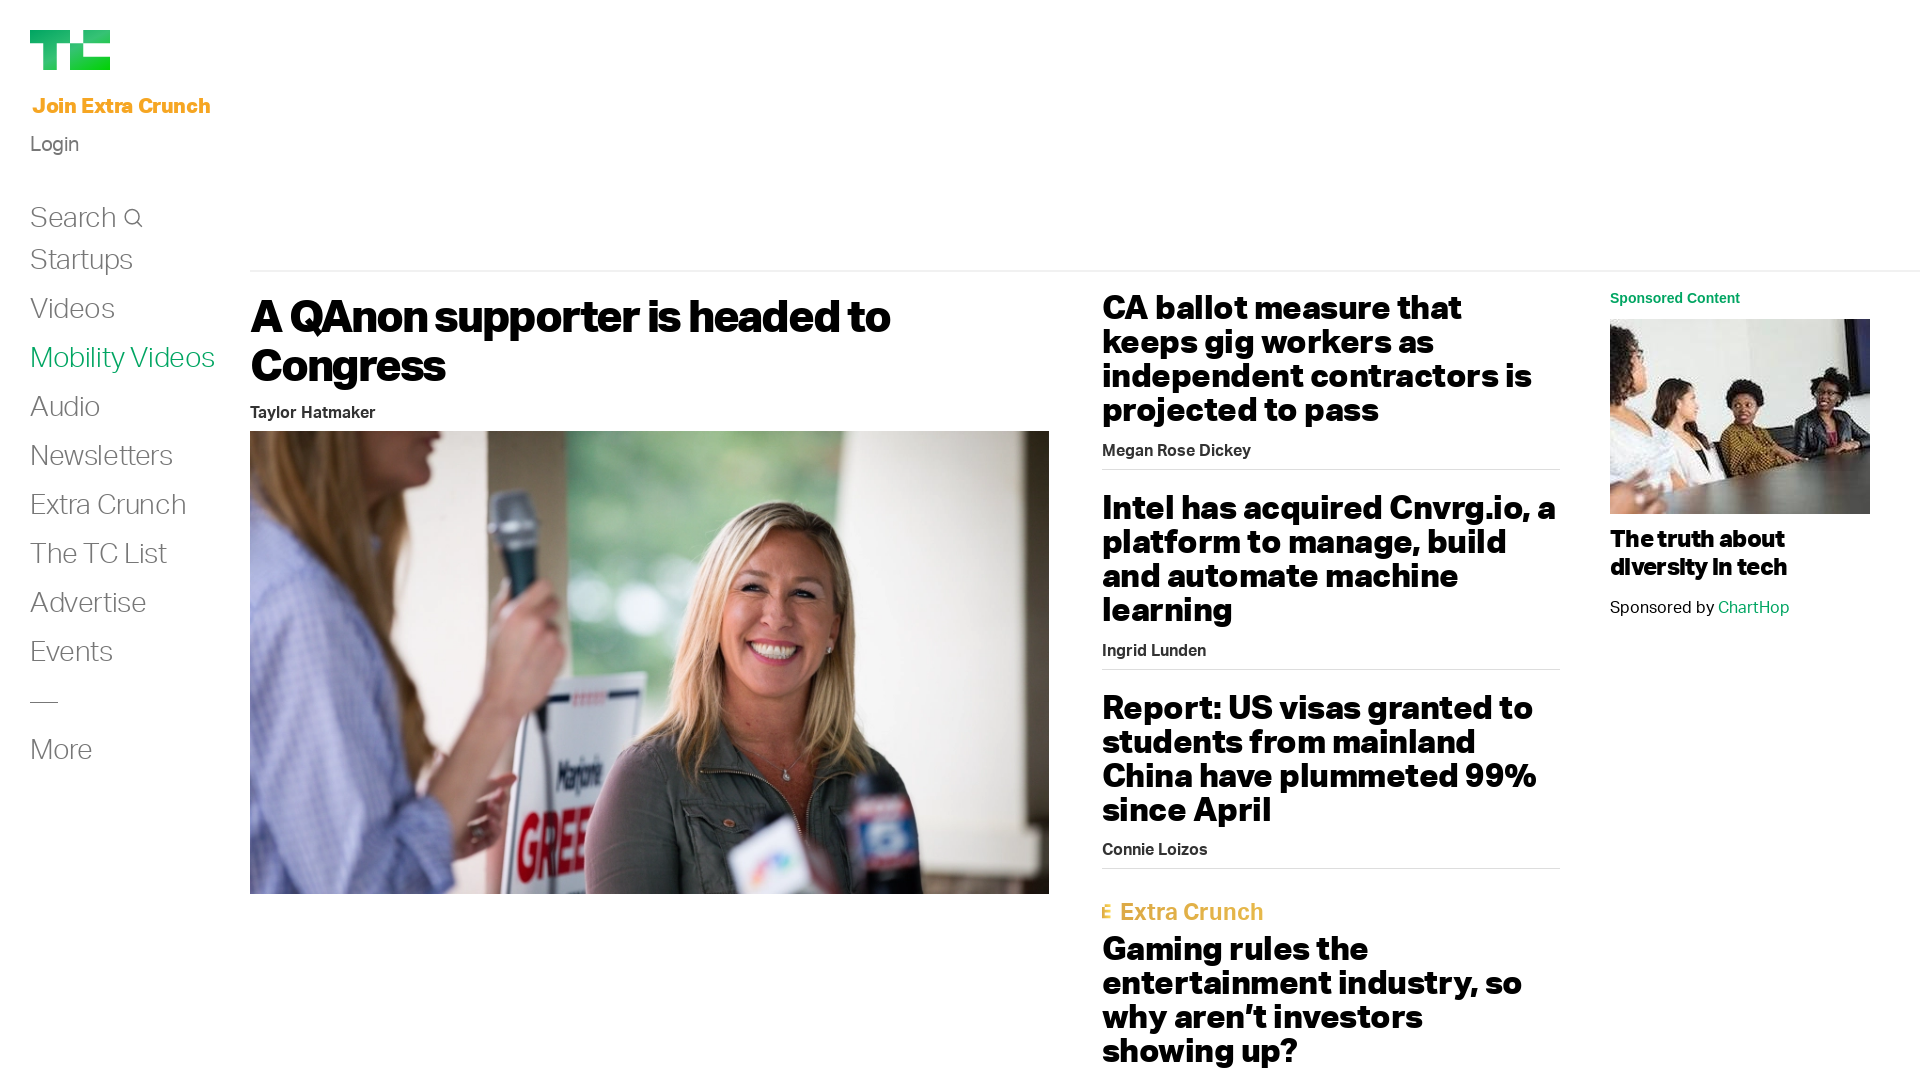 TC
Join Extra Crunch
Login
Search
Startups
Videos
Mobility Videos
Audio
Newsletters
Extra Crunch
The TC List
Advertise
Events
—
More
A QAnon supporter is headed to
Congress
Taylor Hatmaker
Marjorie
GREE
5
CA ballot measure that
keeps gig workers as
independent contractors is
projected to pass
Megan Rose Dickey
Intel has acquired Cnvrg.io, a
platform to manage, build
and automate machine
learning
Ingrid Lunden
Report: US visas granted to
students from mainland
China have plummeted 99%
since April
Connie Loizos
Extra Crunch
Gaming rules the
entertainment industry, so
why aren’t investors
showing up?
Sponsored Content
The truth about
diversity in tech
Sponsored by ChartHop